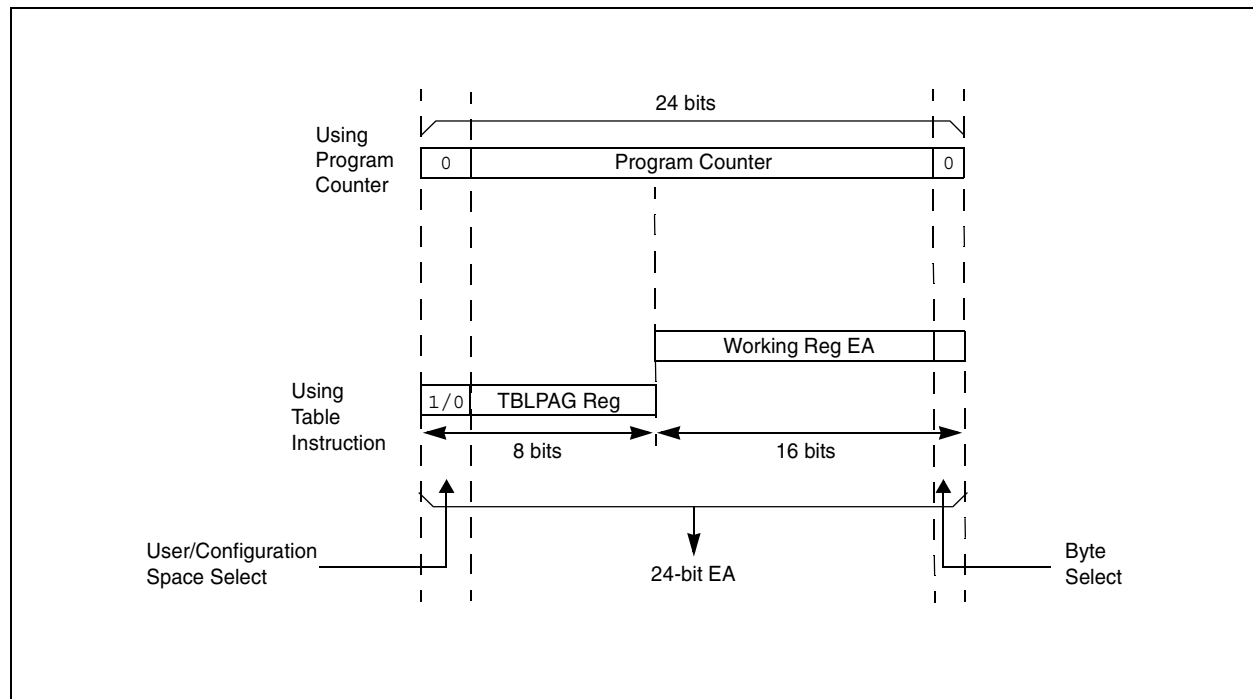 24 bits
Using
Program
Counter
0
Program Counter
0
Working Reg EA
Using
Table
Instruction
1/0
TBLPAG Reg
8 bits
16 bits
User/Configuration
Space Select
24-bit EA
Byte
Select